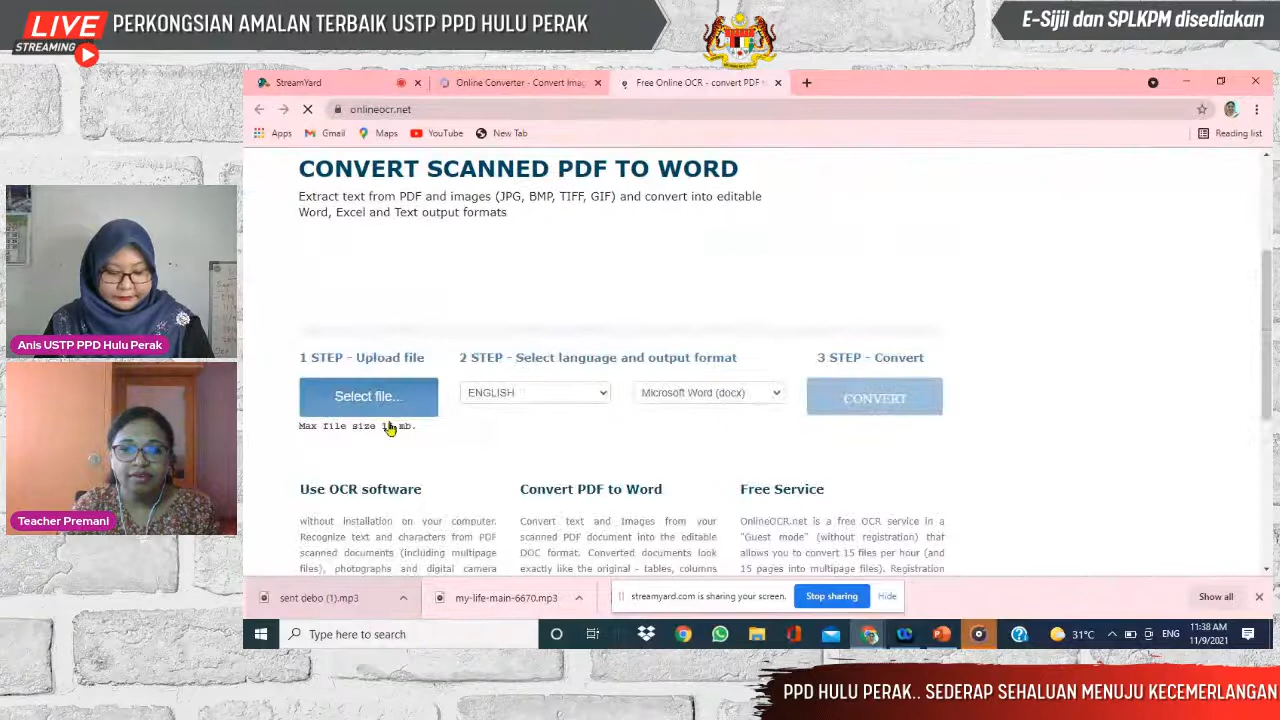 LIVE
STREAMING
PERKONGSIAN AMALAN TERBAIK USTP PPD HULU PERAK
E-Sijil dan SPLKPM disediakan
StreamYard
Online Converter - Convert Imag
Free Online OCR - convert PDF t
onlineocr.net
Apps
Gmail
Maps
YouTube
New Tab
Reading list
CONVERT SCANNED PDF TO WORD
Extract text from PDF and images (JPG, BMP, TIFF, GIF) and convert into editable
Word, Excel and Text output formats
1 STEP - Upload file
2 STEP - Select language and output format
3 STEP - Convert
Select file...
ENGLISH
Microsoft Word (docx)
CONVERT
Max file size mb.
Use OCR software
Convert PDF to Word
Free Service
without installation on your computer.
Recognize text and characters from PDF
scanned documents (including multipage
files), photographs and digital camera
Convert text and Images from your
scanned PDF document into the editable
DOC format. Converted documents look
exactly like the original - tables, columns
OnlineOCR.net is a free OCR service in a
"Guest mode" (without registration) that
allows you to convert 15 files per hour (and
15 pages into multipage files). Registration
Anis USTP PPD Hulu Perak
Teacher Premani
sent debo (1).mp3
my-life-main-6670.mp3
streamyard.com is sharing your screen.
Stop sharing
Hide
Show all
Type here to search
31°C
ENG
11:38 AM
11/9/2021
PPD HULU PERAK.. SEDERAP SEHALUAN MENUJU KECEMERLANGAN